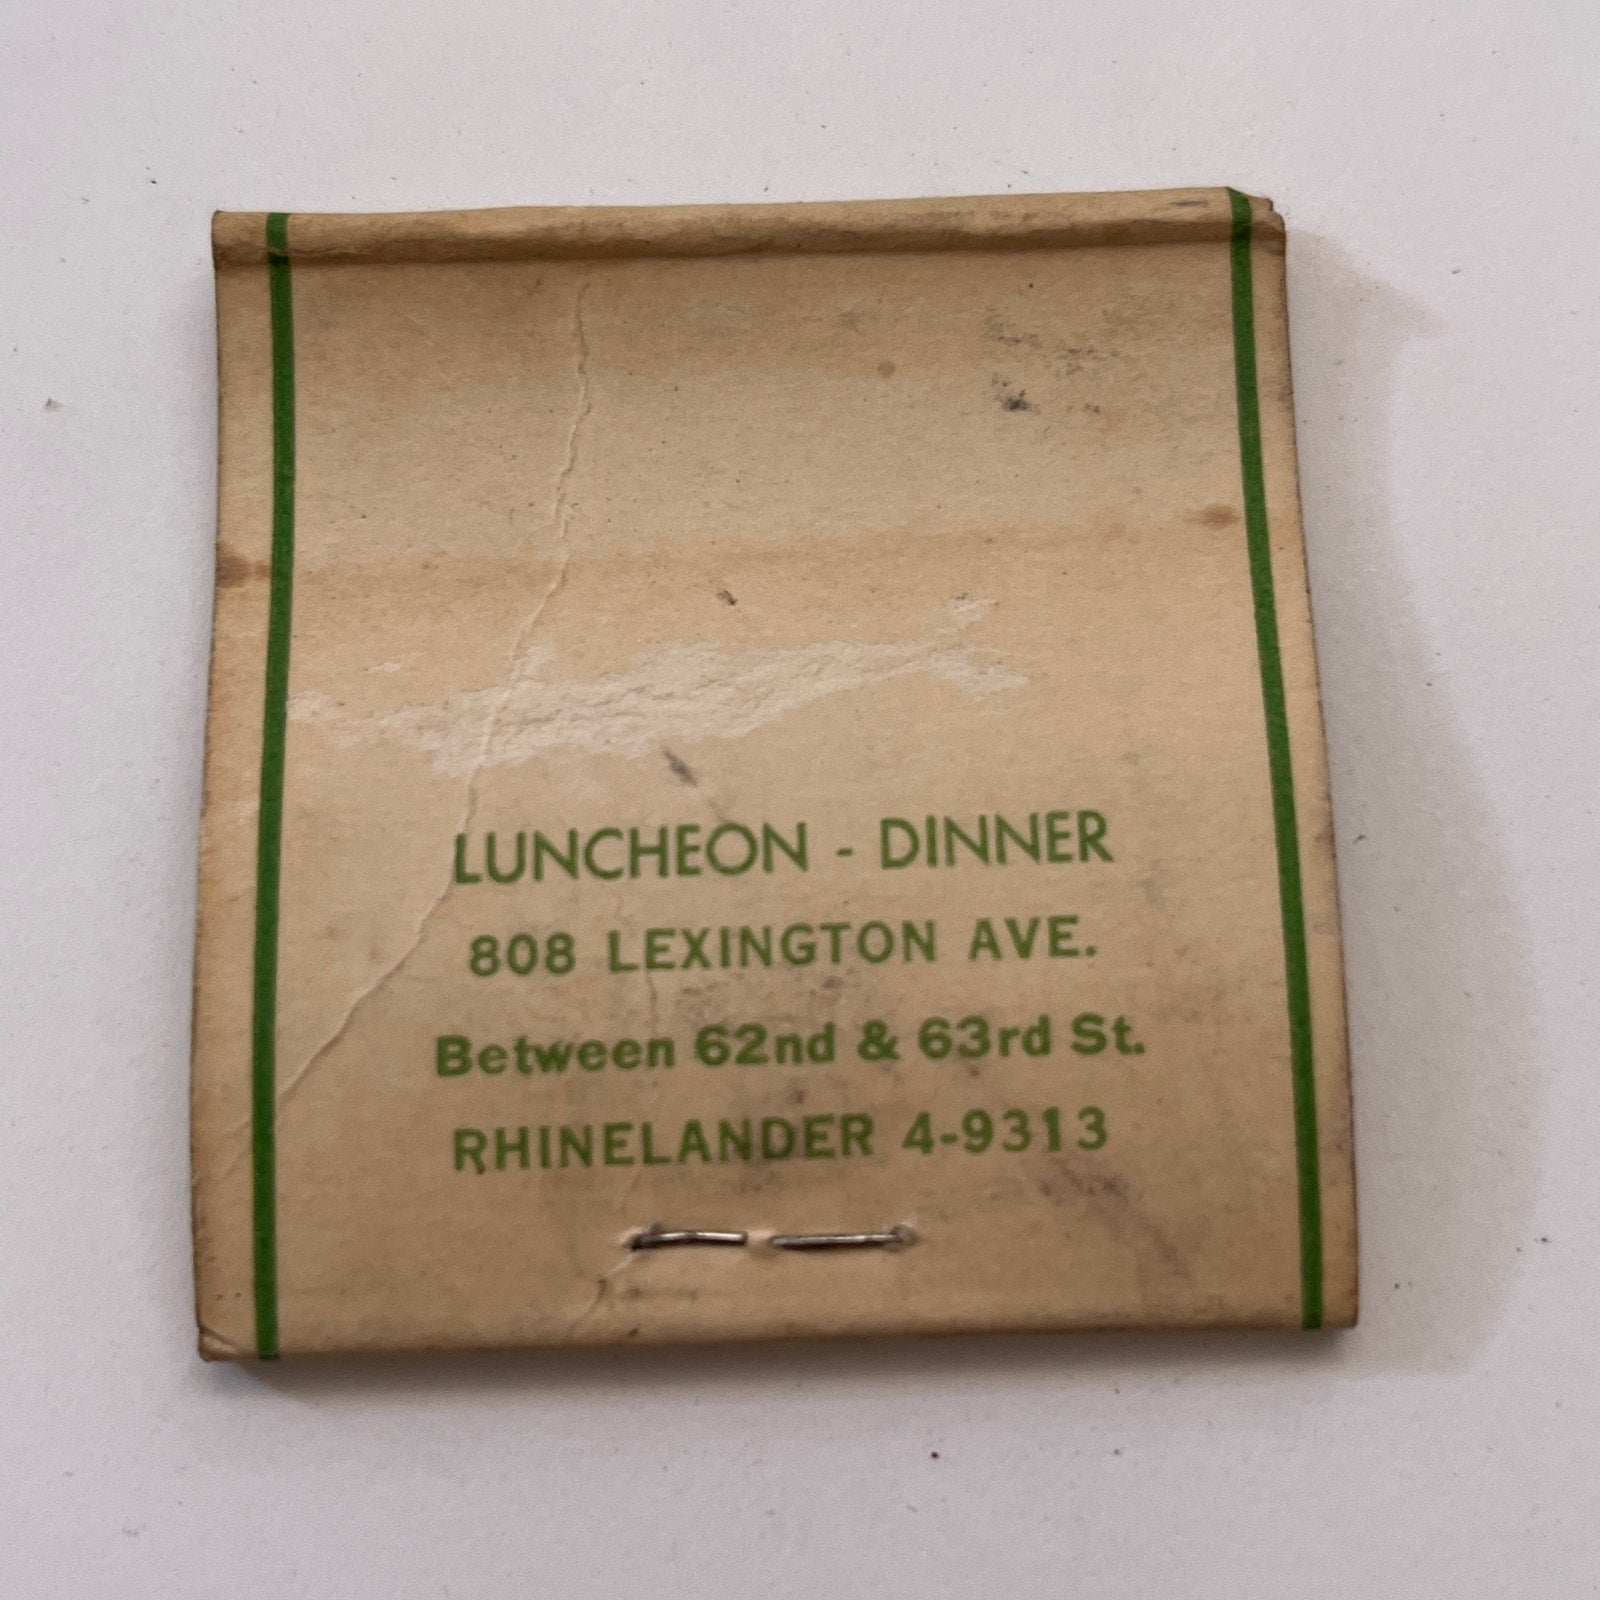 LUNCHEON - DINNER
808 LEXINGTON AVE.
Between 62nd & 63rd St.
RHINELANDER 4-9313